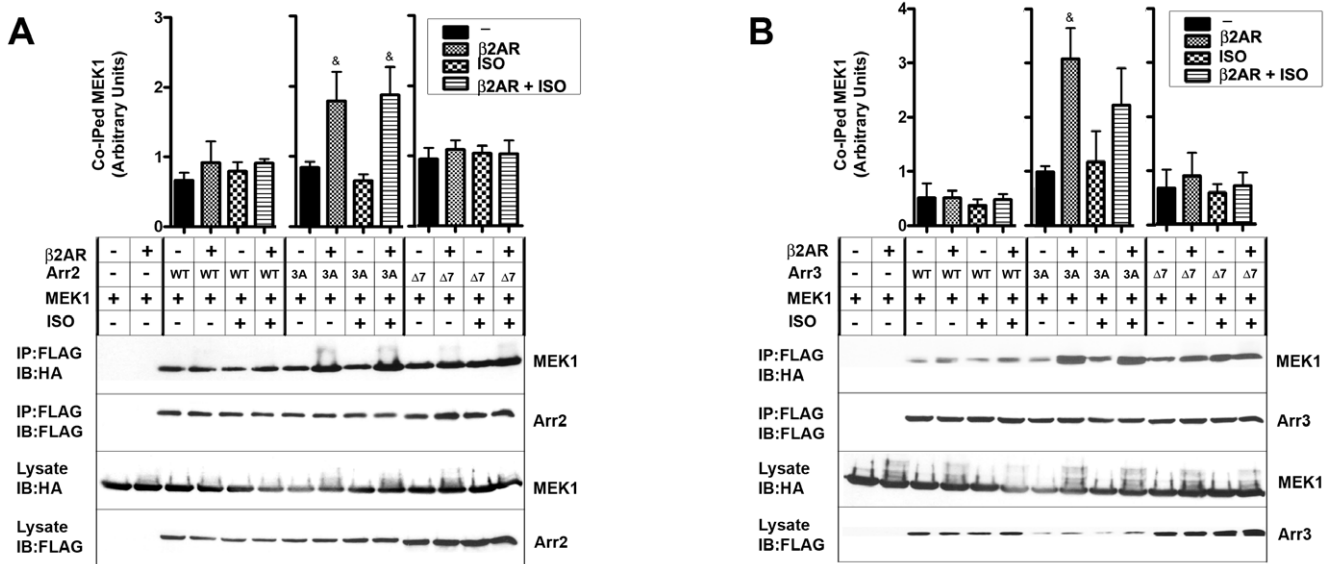 A
Co-IPed MEK1
(Arbitrary Units)
2
1
0
& &
–
β2AR
ISO
β2AR + ISO
β2AR - + - + - + - + - + - + - +
Arr2 - - WT WT WT WT 3A 3A 3A 3A Δ7 Δ7 Δ7 Δ7
MEK1 + + + + + + + + + + + + + +
ISO - - - - + + - - + + - - + +
IP:FLAG
IB:HA
MEK1
IP:FLAG
IB:FLAG
Arr2
Lysate
IB:HA
MEK1
Lysate
IB:FLAG
Arr2
B
Co-IPed MEK1
(Arbitrary Units)
4
3
2
1
0
&
–
β2AR
ISO
β2AR + ISO
β2AR - + - + - + - + - + - + - +
Arr3 - - WT WT WT WT 3A 3A 3A 3A Δ7 Δ7 Δ7 Δ7
MEK1 + + + + + + + + + + + + + +
ISO - - - - + + - - + + - - + +
IP:FLAG
IB:HA
MEK1
IP:FLAG
IB:FLAG
Arr3
Lysate
IB:HA
MEK1
Lysate
IB:FLAG
Arr3